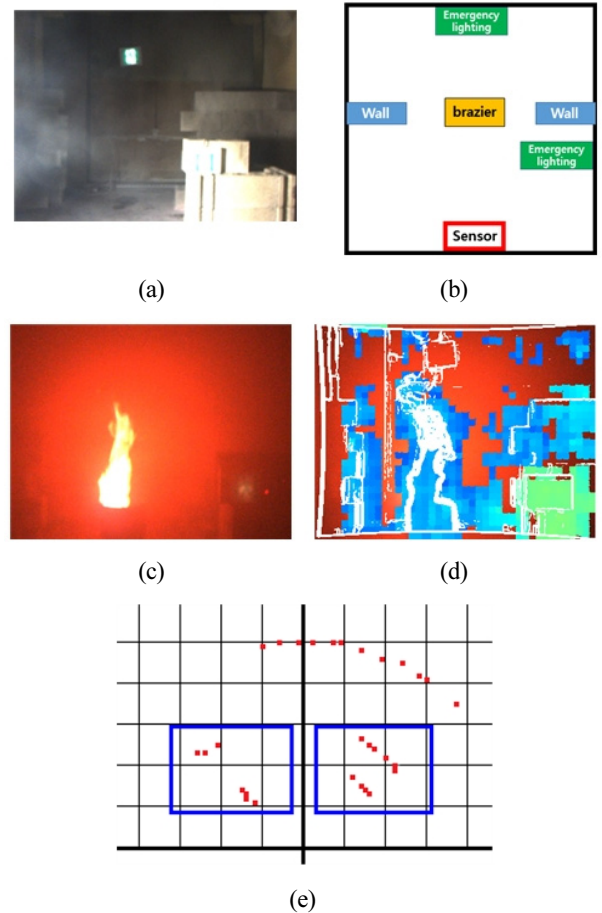 Emergency
lighting
Wall
brazier
Wall
Emergency
lighting
Sensor
(a)
(b)
(c)
(d)
(e)